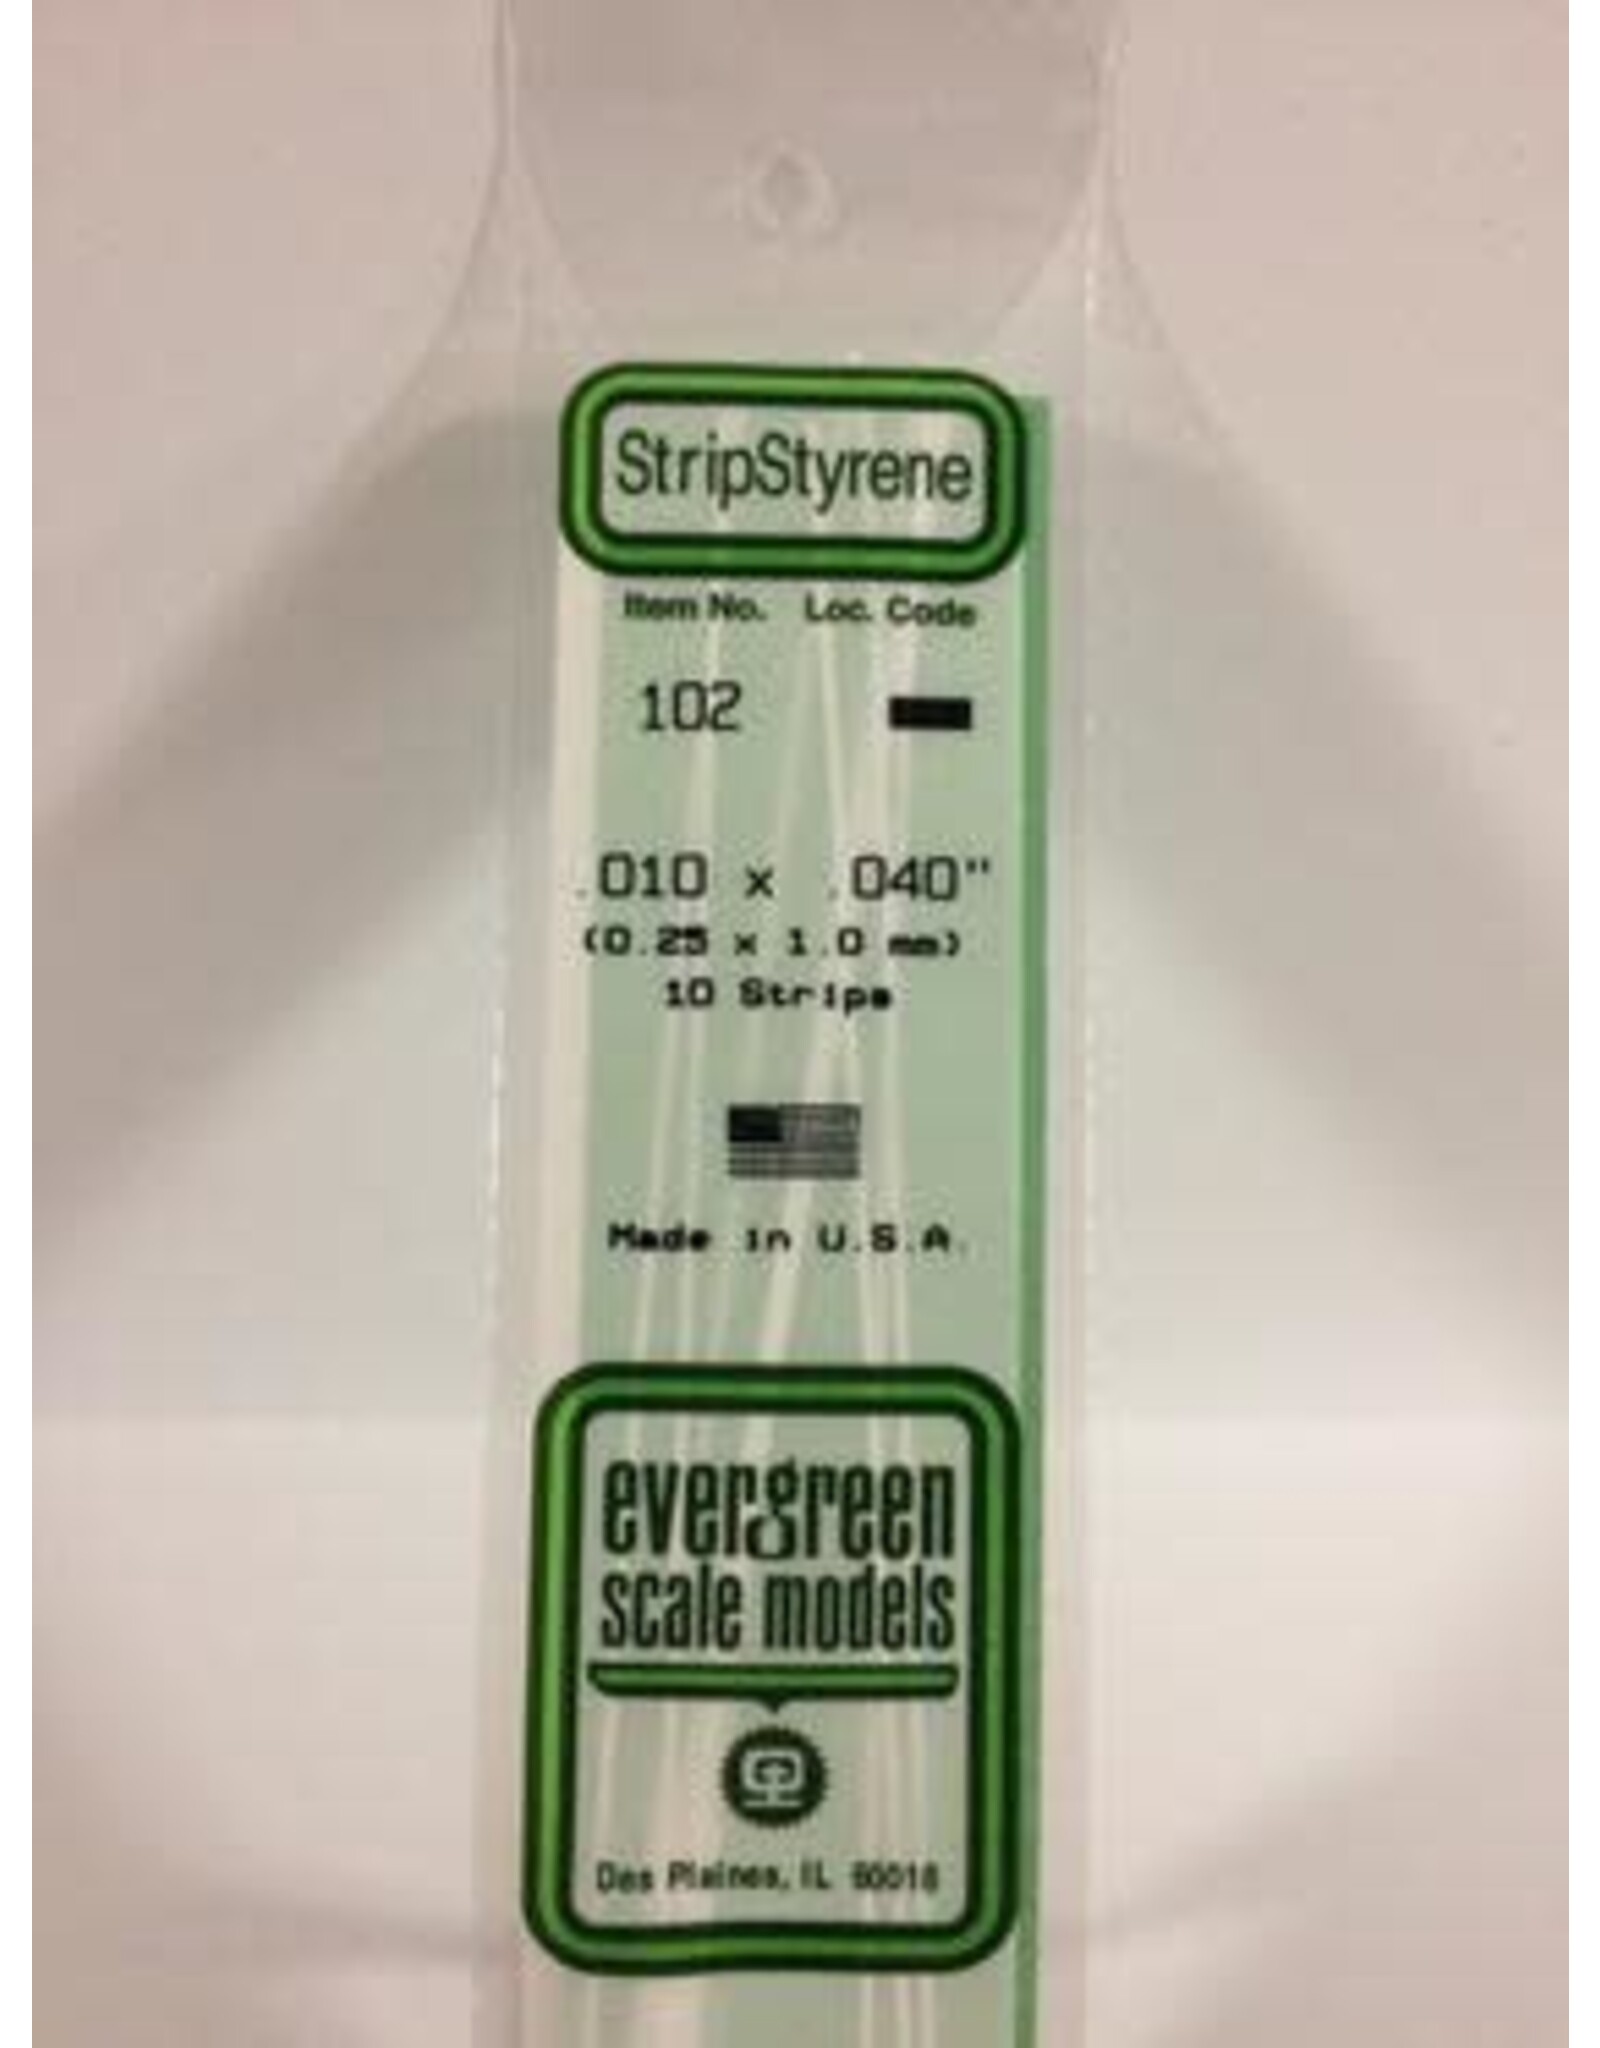 StripStyrene
Item No. Loc. Code
102
.010 x .040"
(0.25 x 1.0 mm)
10 Strips
Made in U.S.A.
evergreen
scale models
Des Plaines, IL 60018